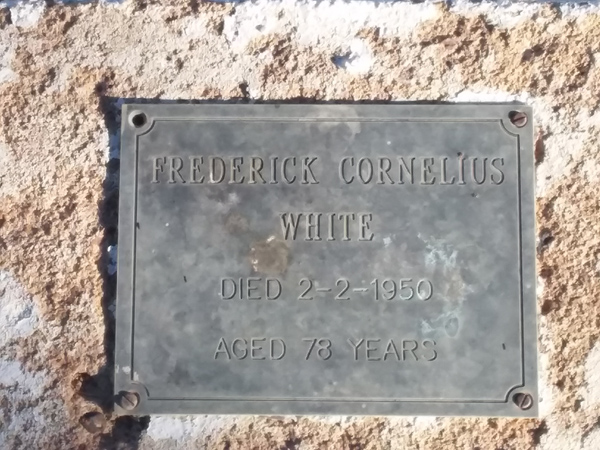 FREDERICK CORNELIUS
WHITE
DIED 2-2-1950
AGED 78 YEARS